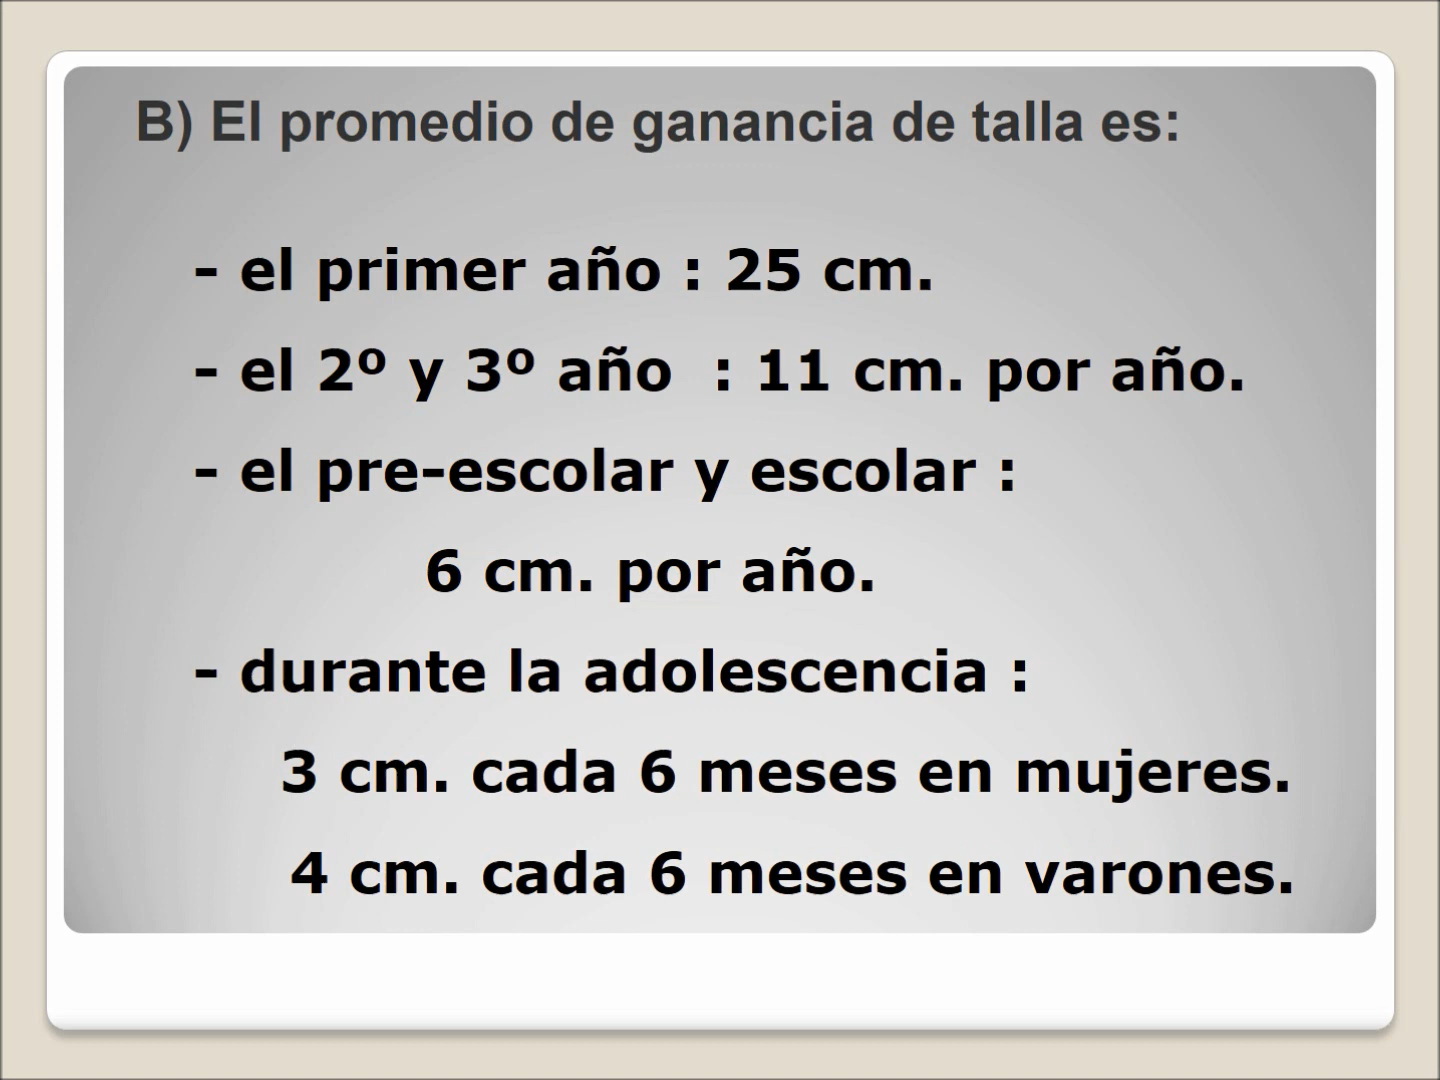 B) El promedio de ganancia de talla es:
- el primer año : 25 cm.
- el 2º y 3º año : 11 cm. por año.
- el pre-escolar y escolar :
6 cm. por año.
- durante la adolescencia :
3 cm. cada 6 meses en mujeres.
4 cm. cada 6 meses en varones.